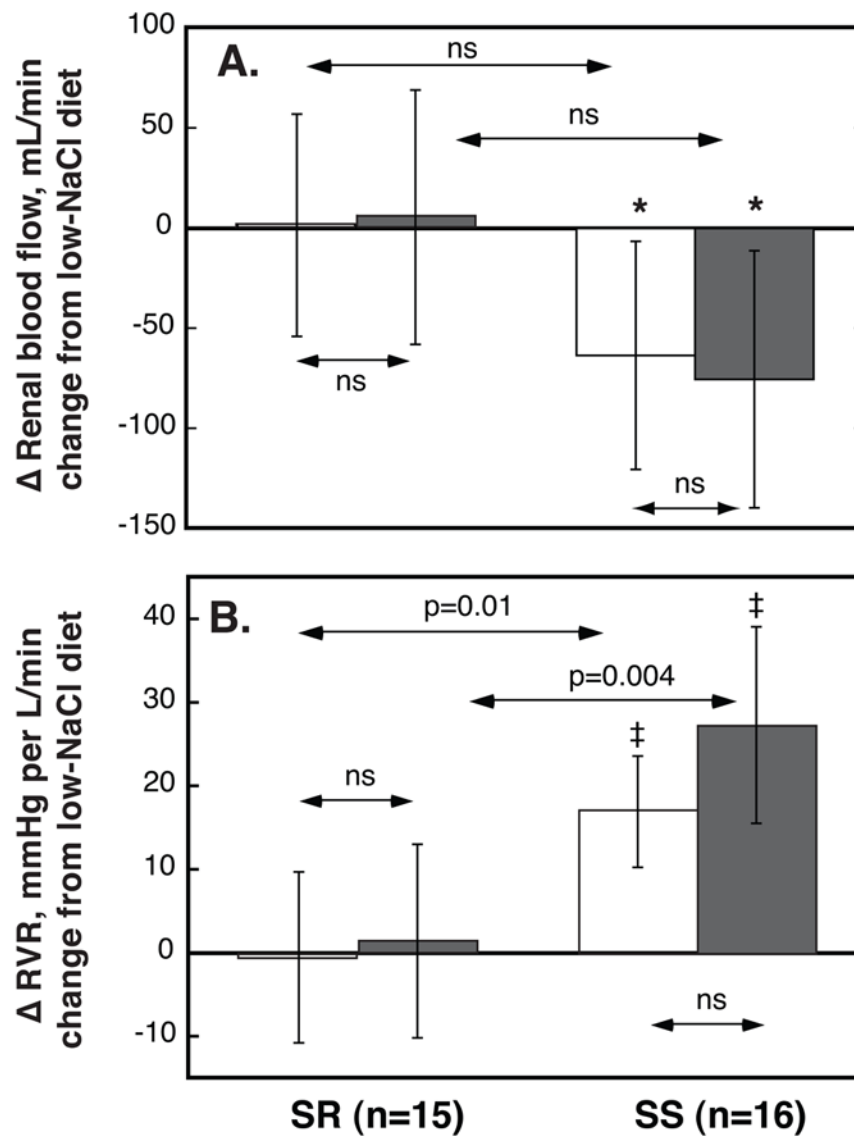 Δ Renal blood flow, mL/min
change from low-NaCl diet
100
50
0
-50
-100
-150
A.
ns
ns
* *
ns
ns
Δ RVR, mmHg per L/min
change from low-NaCl diet
40
30
20
10
0
-10
B.
p=0.01
‡
p=0.004
‡
ns
ns
SR (n=15) SS (n=16)